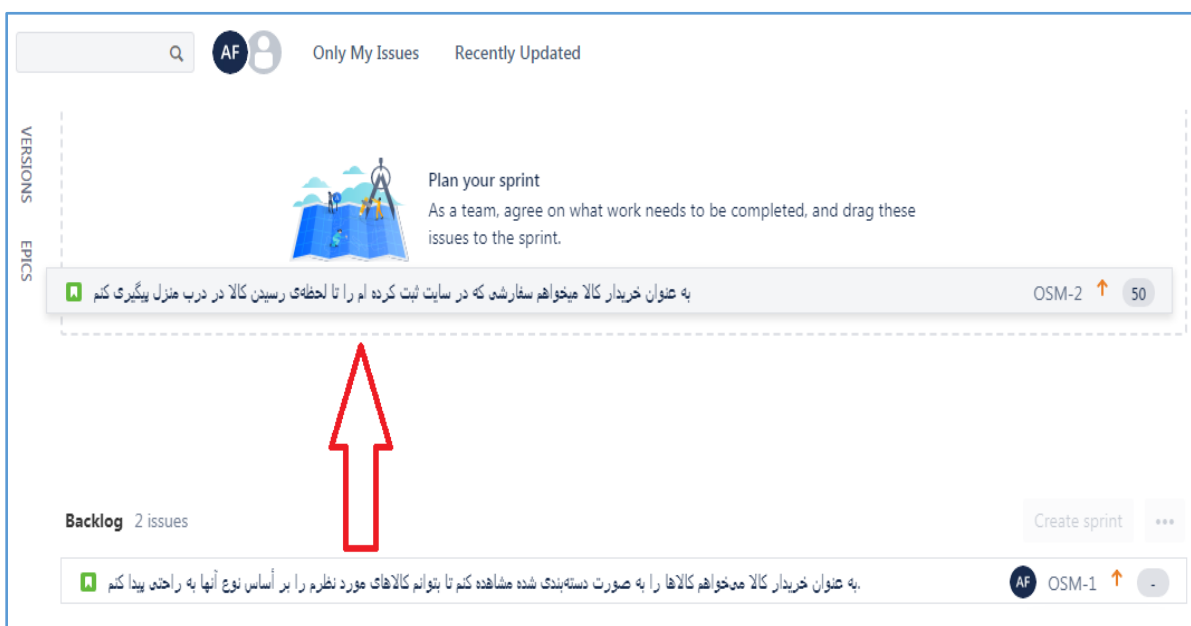 AF
Only My Issues
Recently Updated
VERSIONS
EPICS
Plan your sprint
As a team, agree on what work needs to be completed, and drag these
issues to the sprint.
به عنوان خریدار کالا میخواهم سفارشی که در سایت ثبت کرده ام را تا لحظه‌ی رسیدن کالا در درب منزل پیگیری کنم
OSM-2
50
Backlog 2 issues
Create sprint
به عنوان خریدار کالا می‌خواهم کالاها را به صورت دسته‌بندی شده مشاهده کنم تا بتوانم کالاهای مورد نظرم را بر أساس نوع آنها به راحتی پیدا کنم.
AF
OSM-1
-